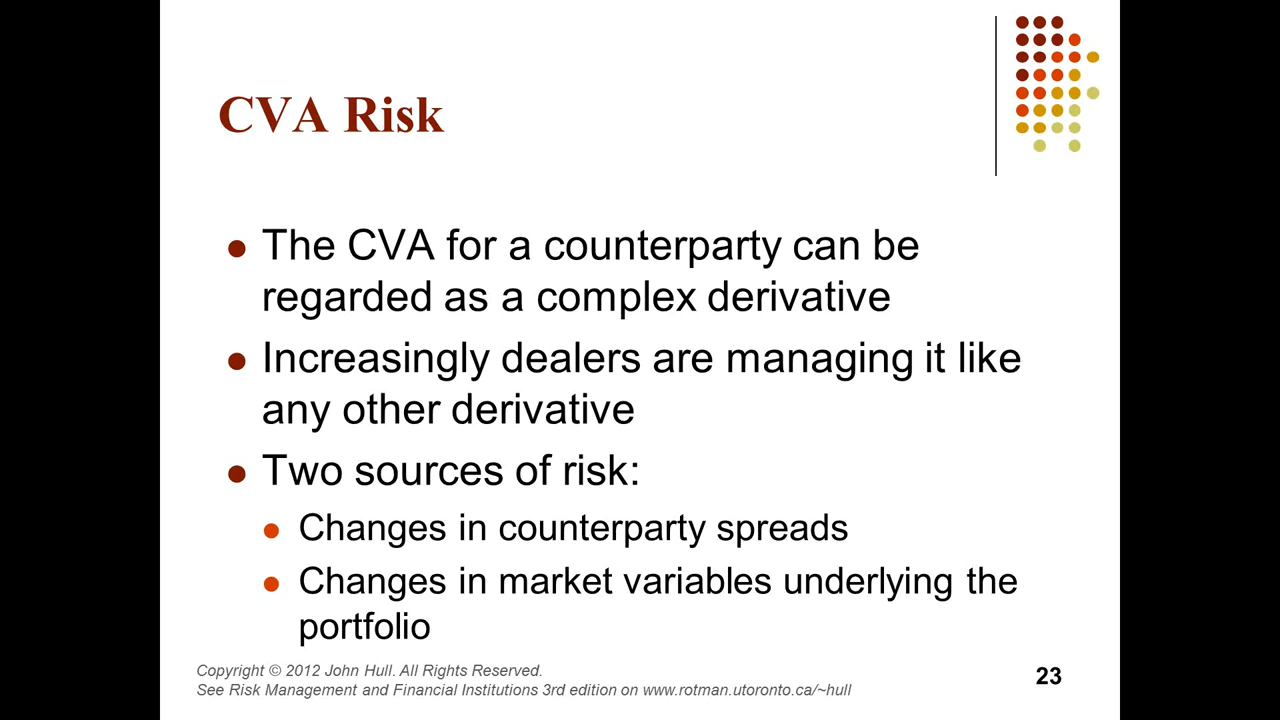 CVA Risk
The CVA for a counterparty can be
regarded as a complex derivative
Increasingly dealers are managing it like
any other derivative
Two sources of risk:
Changes in counterparty spreads
Changes in market variables underlying the
portfolio
Copyright © 2012 John Hull. All Rights Reserved.
See Risk Management and Financial Institutions 3rd edition on www.rotman.utoronto.ca/~hull
23